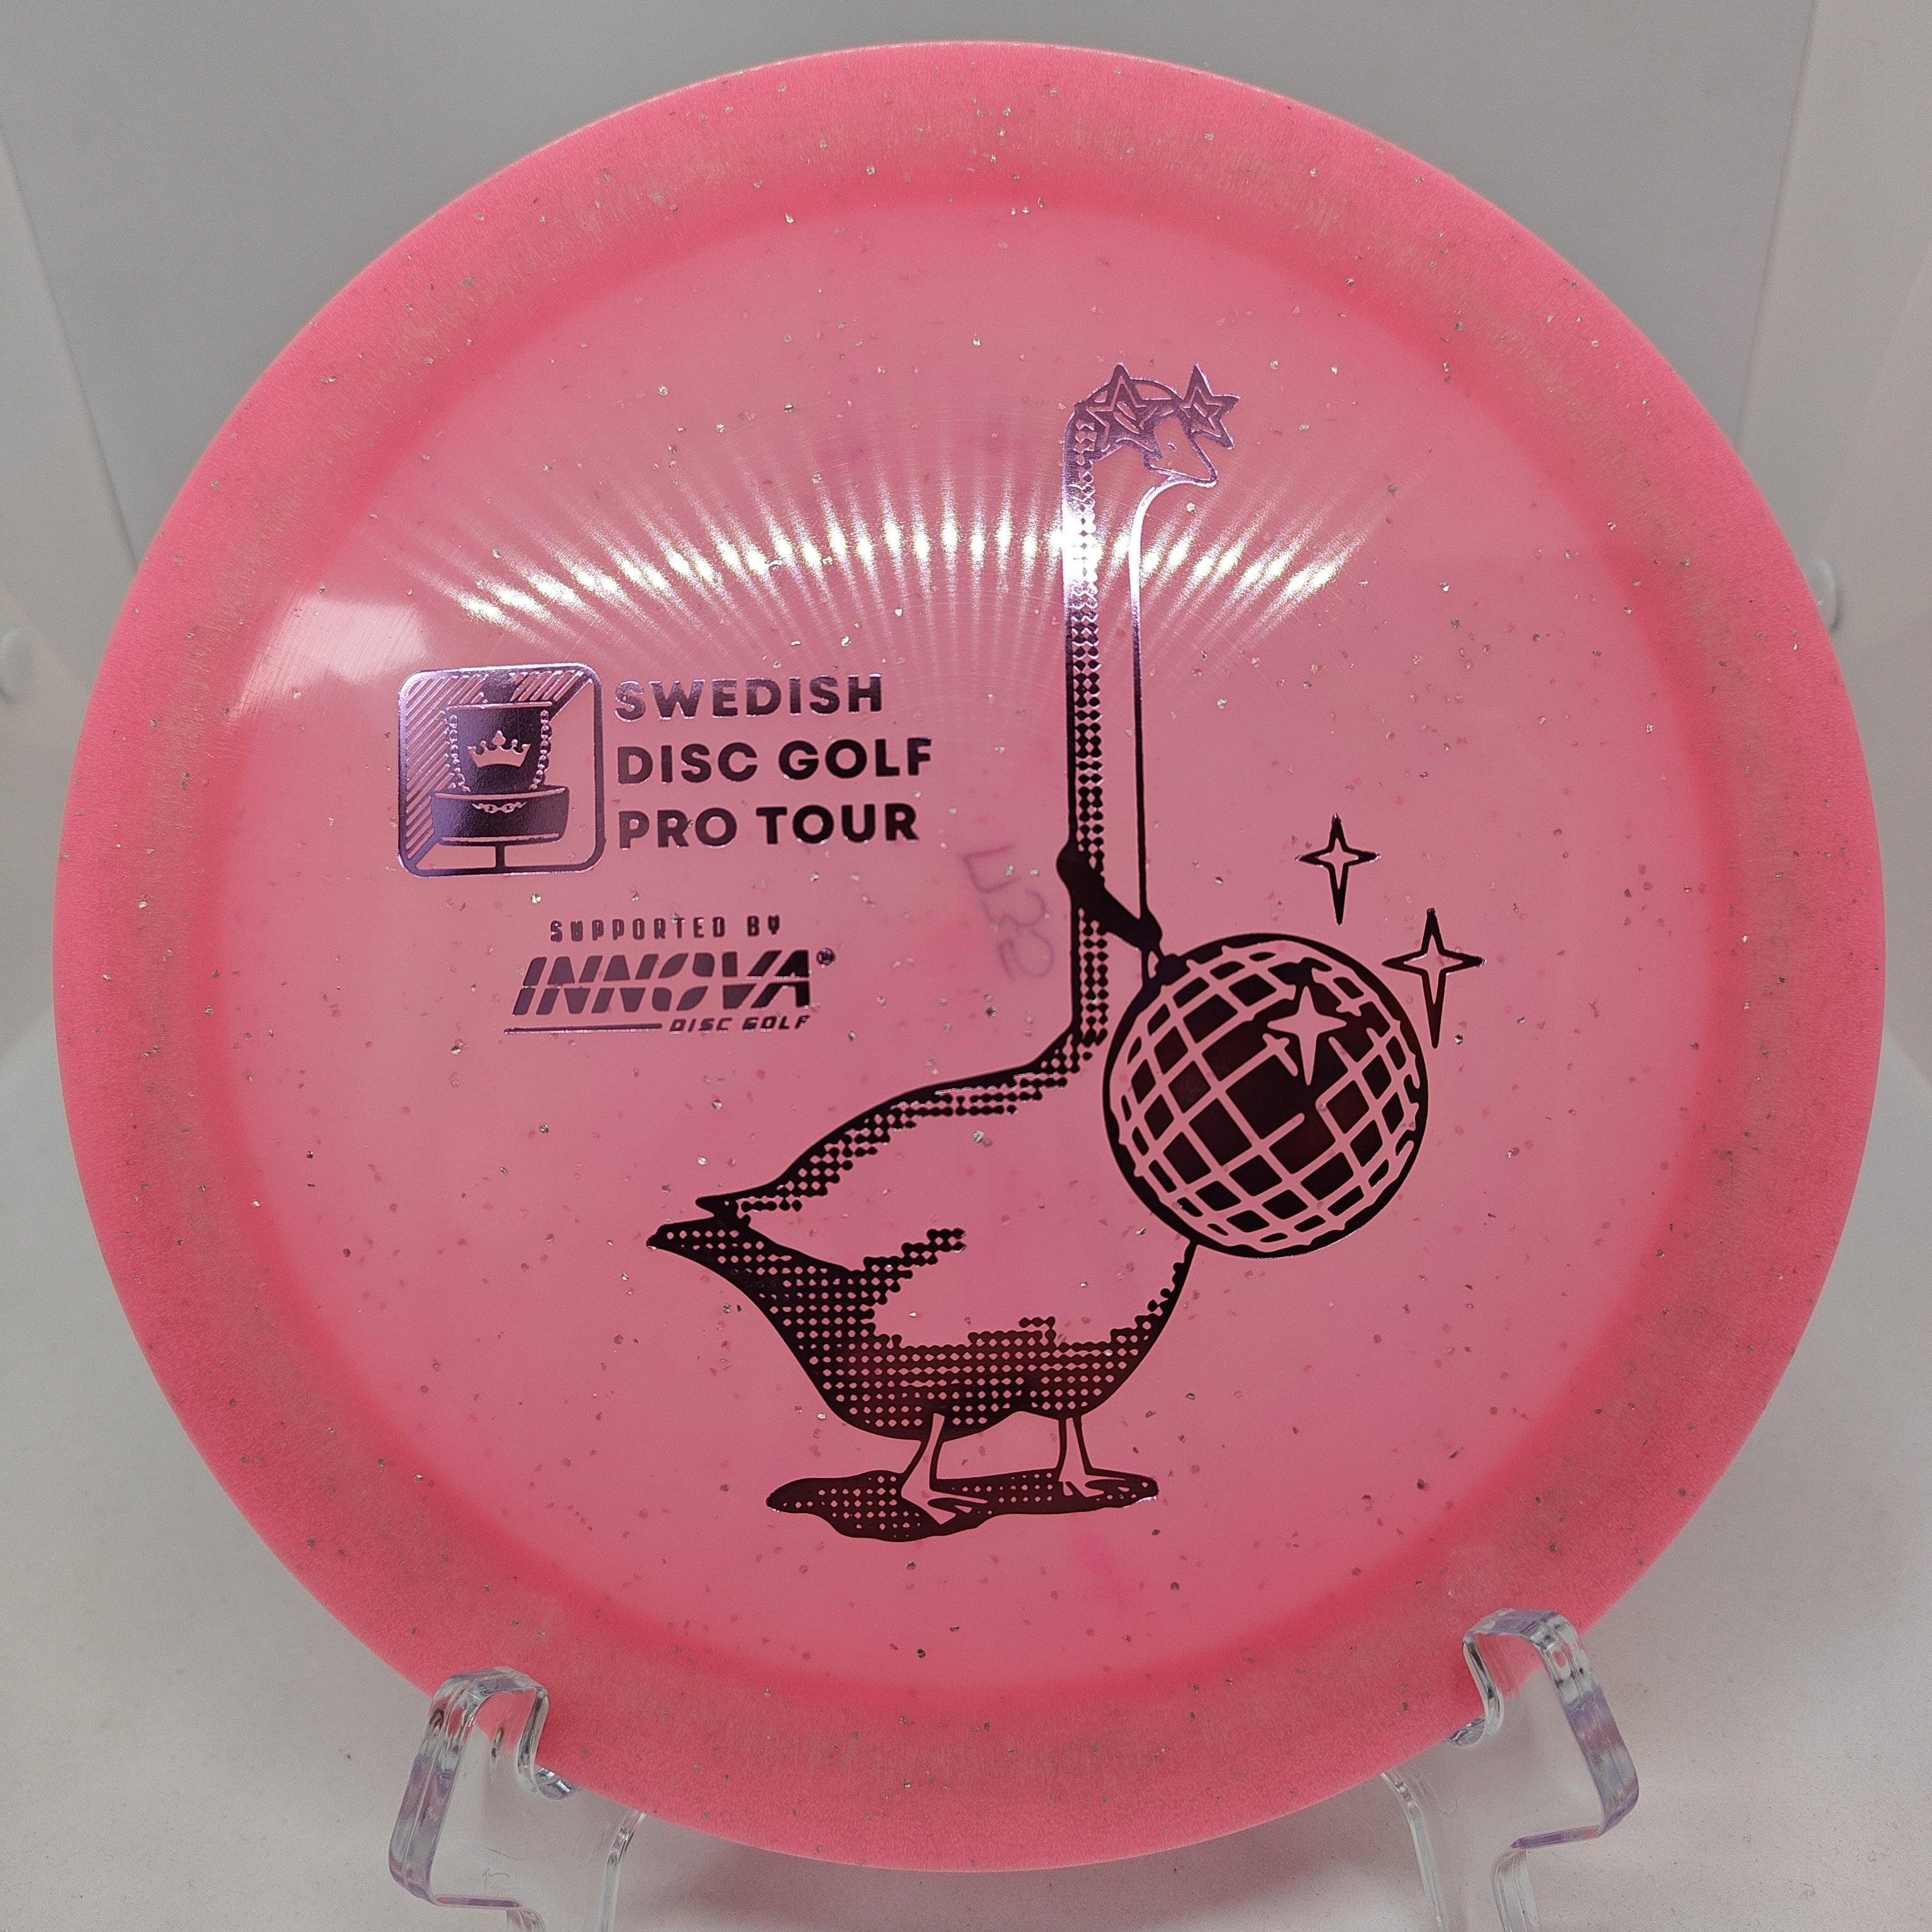 SWEDISH
DISC GOLF
PRO TOUR
SUPPORTED BY
INNOVA®
DISC GOLF